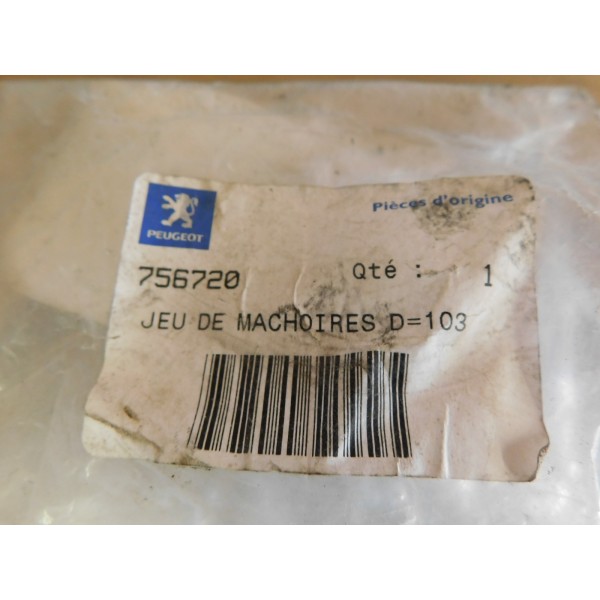 PEUGEOT
Pièces d'origine
756720 Qté : 1
JEU DE MACHOIRES D=103